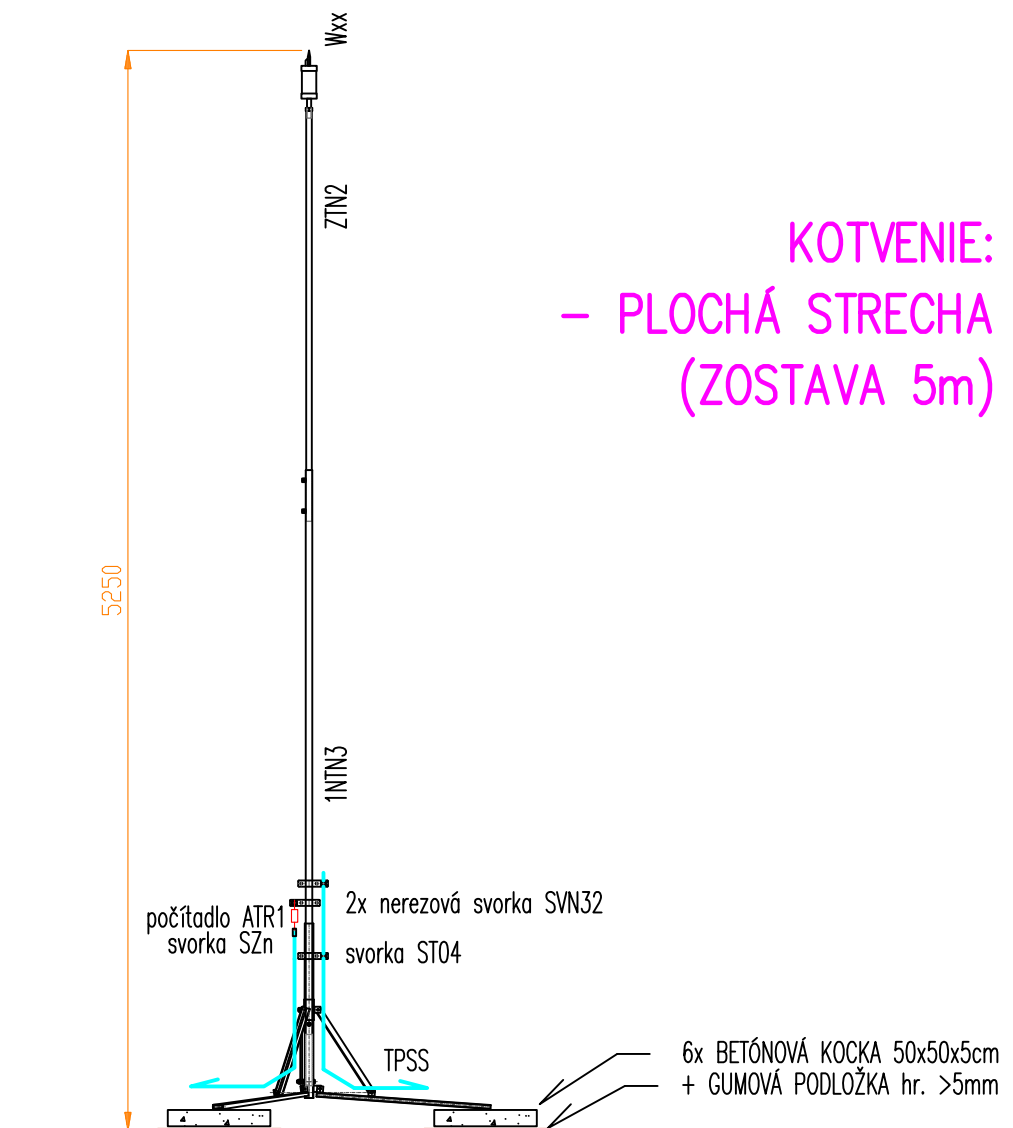 Wxx
ZTN2
KOTVENIE:
- PLOCHÁ STRECHA
(ZOSTAVA 5m)
5250
1NTN3
2x nerezová svorka SVN32
počítadlo ATR1
svorka SZn
svorka ST04
TPSS
6x BETÓNOVÁ KOCKA 50x50x5cm
+ GUMOVÁ PODLOŽKA hr. >5mm